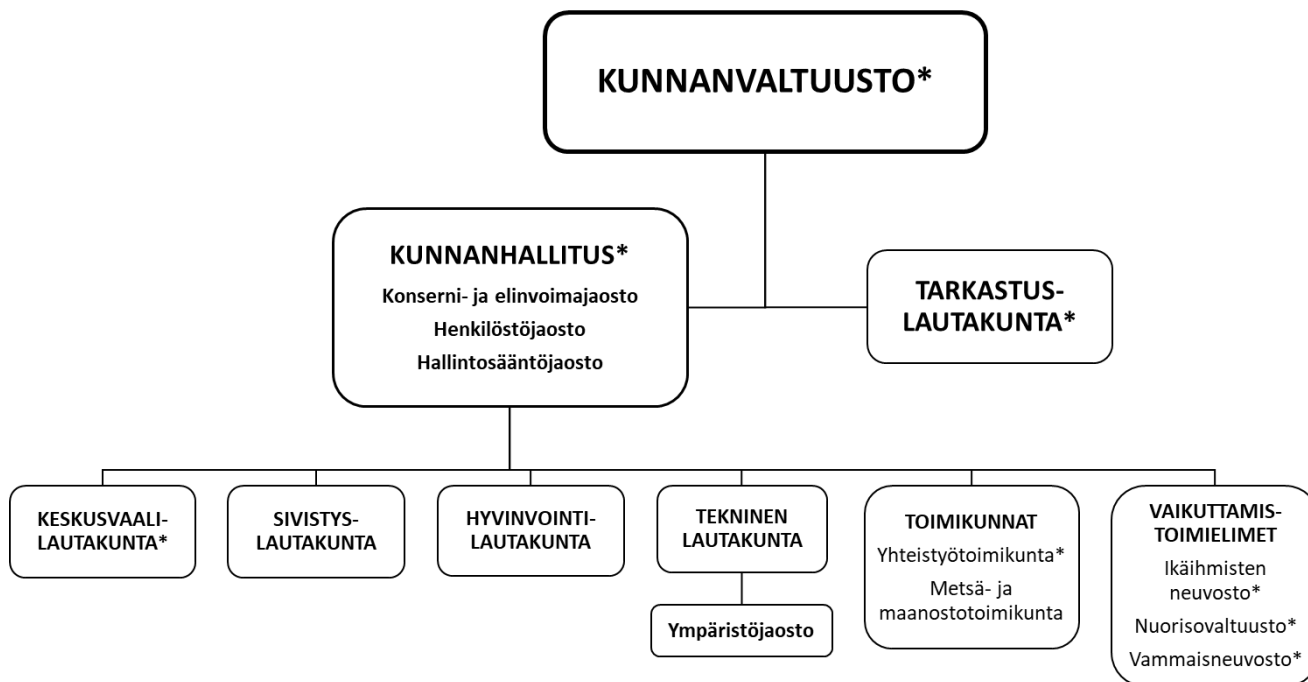 KUNNANVALTUUSTO*
KUNNANHALLITUS*
Konserni- ja elinvoimajaosto
Henkilöstöjaosto
Hallintosääntöjaosto
TARKASTUS-
LAUTAKUNTA*
KESKUSVAALI-
LAUTAKUNTA*
SIVISTYS-
LAUTAKUNTA
HYVINVOINTI-
LAUTAKUNTA
TEKNINEN
LAUTAKUNTA
Ympäristöjaosto
TOIMIKUNNAT
Yhteistyötoimikunta*
Metsä- ja
maanostotoimikunta
VAIKUTTAMIS-
TOIMIELIMET
Ikäihmisten
neuvosto*
Nuorisovaltuusto*
Vammaisneuvosto*